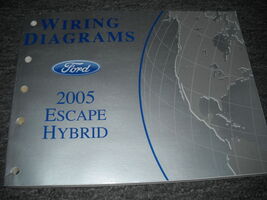 WIRING
DIAGRAMS
Ford
2005
ESCAPE
HYBRID